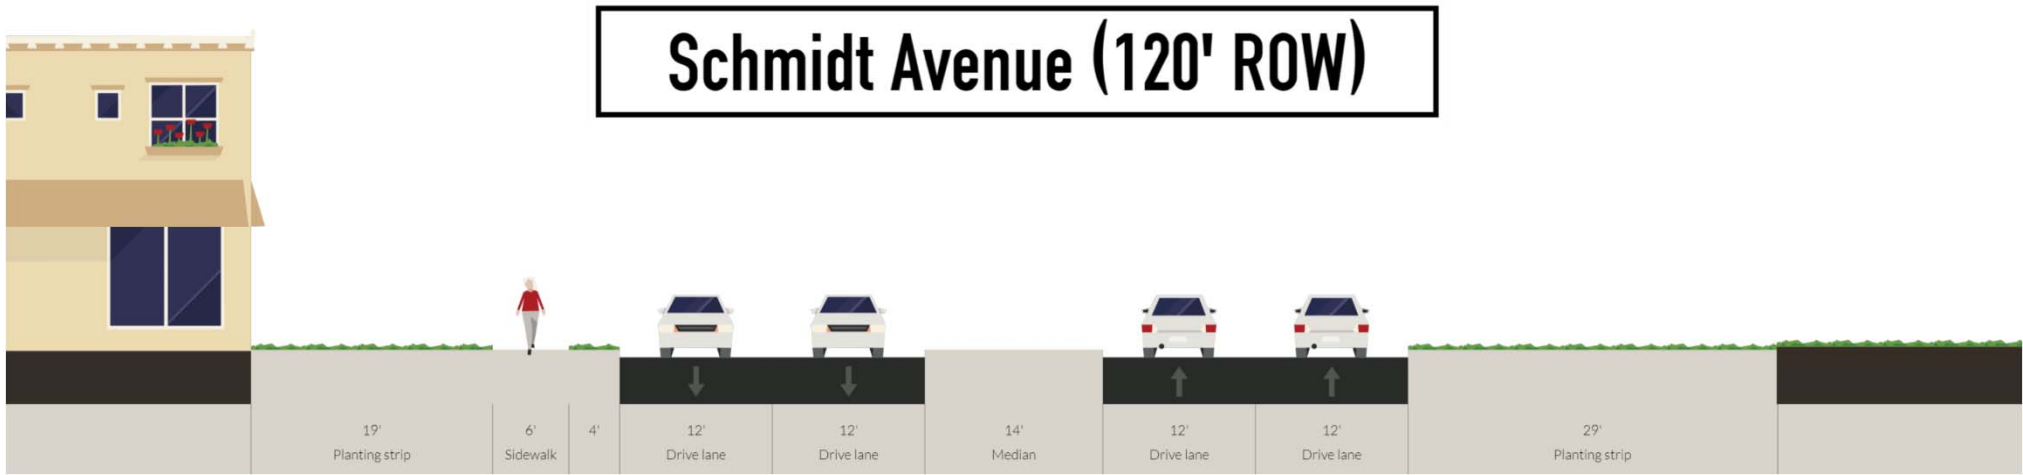 Schmidt Avenue (120' ROW)
19' 6' 4' 12' 12' 14' 12' 12' 29'
Planting strip Sidewalk Drive lane Drive lane Median Drive lane Drive lane Planting strip